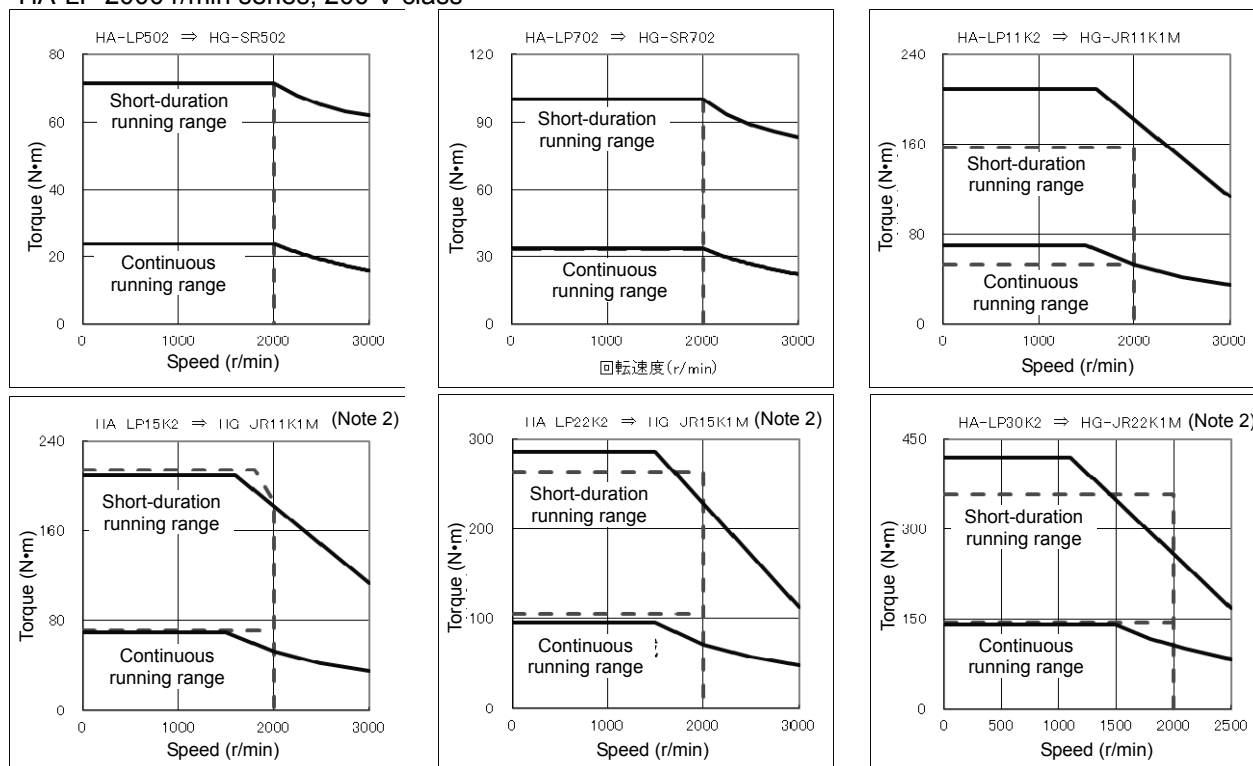 HA-LP 2000 r/min series, 200 V class
HA-LP502 ⇒ HG-SR502
80
60
40
20
0
Torque (N•m)
Short-duration
running range
Continuous
running range
0 1000 2000 3000
Speed (r/min)
HA-LP702 ⇒ HG-SR702
120
90
60
30
0
Torque (N•m)
Short-duration
running range
Continuous
running range
0 1000 2000 3000
回転速度(r/min)
HA-LP11K2 ⇒ HG-JR11K1M
240
160
80
0
Torque (N•m)
Short-duration
running range
Continuous
running range
0 1000 2000 3000
Speed (r/min)
HA LP15K2 ⇒ HG JR11K1M (Note 2)
240
160
80
0
Torque (N•m)
Short-duration
running range
Continuous
running range
0 1000 2000 3000
Speed (r/min)
HA LP22K2 ⇒ HG JR15K1M (Note 2)
300
200
100
0
Torque (N•m)
Short-duration
running range
Continuous
running range
0 1000 2000 3000
Speed (r/min)
HA-LP30K2 ⇒ HG-JR22K1M (Note 2)
450
300
150
0
Torque (N•m)
Short-duration
running range
Continuous
running range
0 500 1000 1500 2000 2500
Speed (r/min)